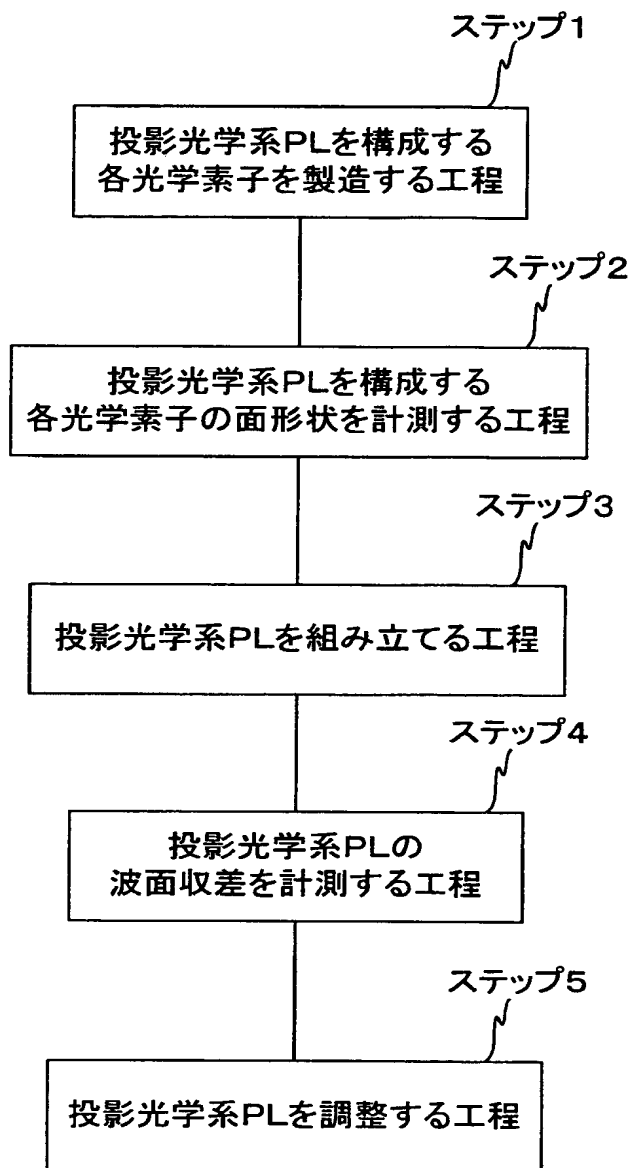 ステップ1
投影光学系PLを構成する
各光学素子を製造する工程
ステップ2
投影光学系PLを構成する
各光学素子の面形状を計測する工程
ステップ3
投影光学系PLを組み立てる工程
ステップ4
投影光学系PLの
波面収差を計測する工程
ステップ5
投影光学系PLを調整する工程